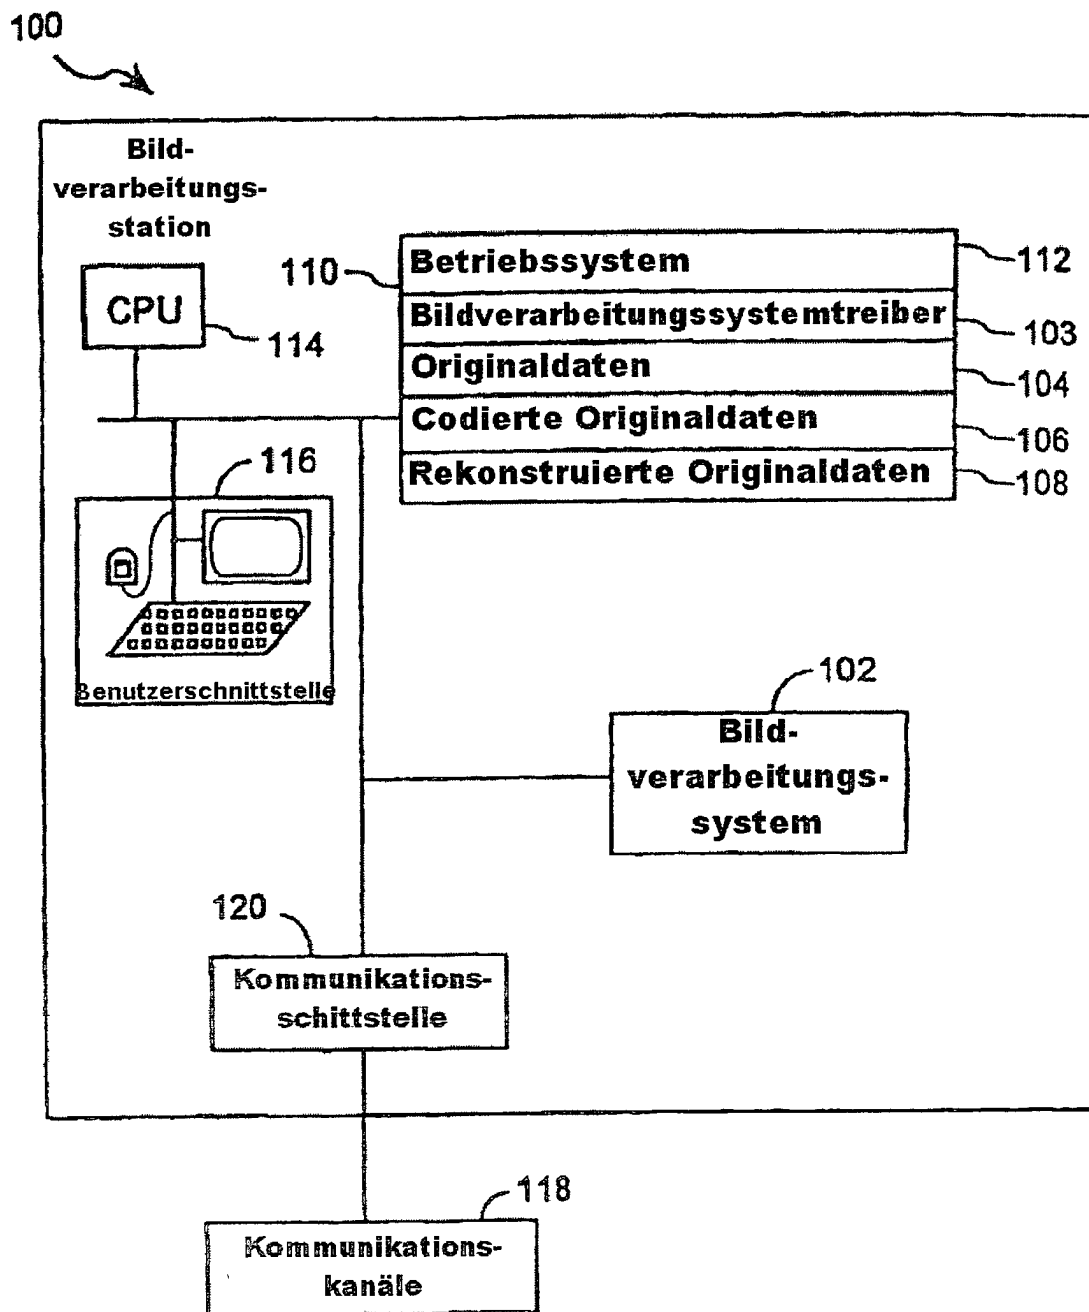 100
Bild-
verarbeitungs-
station
CPU
114
110
Betriebssystem
112
Bildverarbeitungssystemtreiber
103
Originaldaten
104
Codierte Originaldaten
106
Rekonstruierte Originaldaten
108
116
Benutzerschnittstelle
102
Bild-
verarbeitungs-
system
120
Kommunikations-
schittstelle
118
Kommunikations-
kanäle